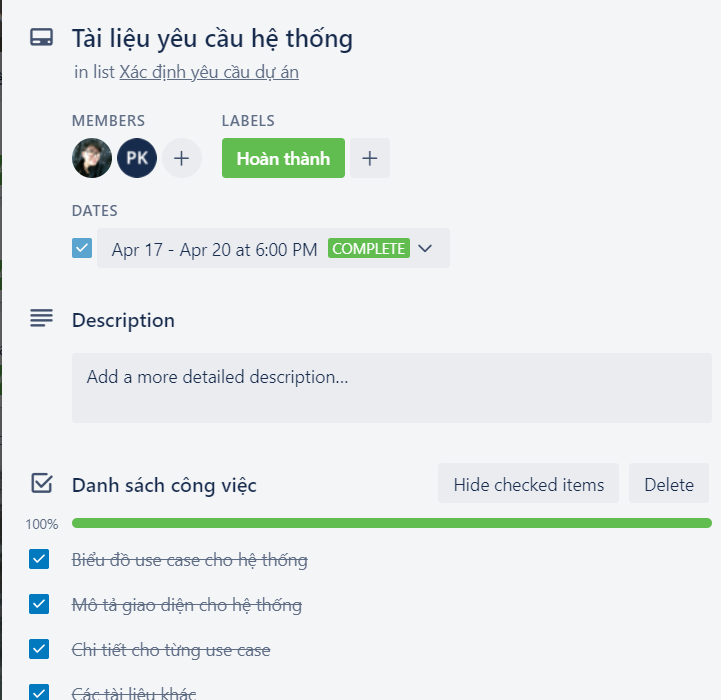 Tài liệu yêu cầu hệ thống
in list Xác định yêu cầu dự án
MEMBERS LABELS
PK + Hoàn thành +
DATES
Apr 17 - Apr 20 at 6:00 PM COMPLETE
Description
Add a more detailed description...
Danh sách công việc Hide checked items Delete
100%
Biểu đồ use case cho hệ thống
Mô tả giao diện cho hệ thống
Chi tiết cho từng use case
Các tài liệu khác